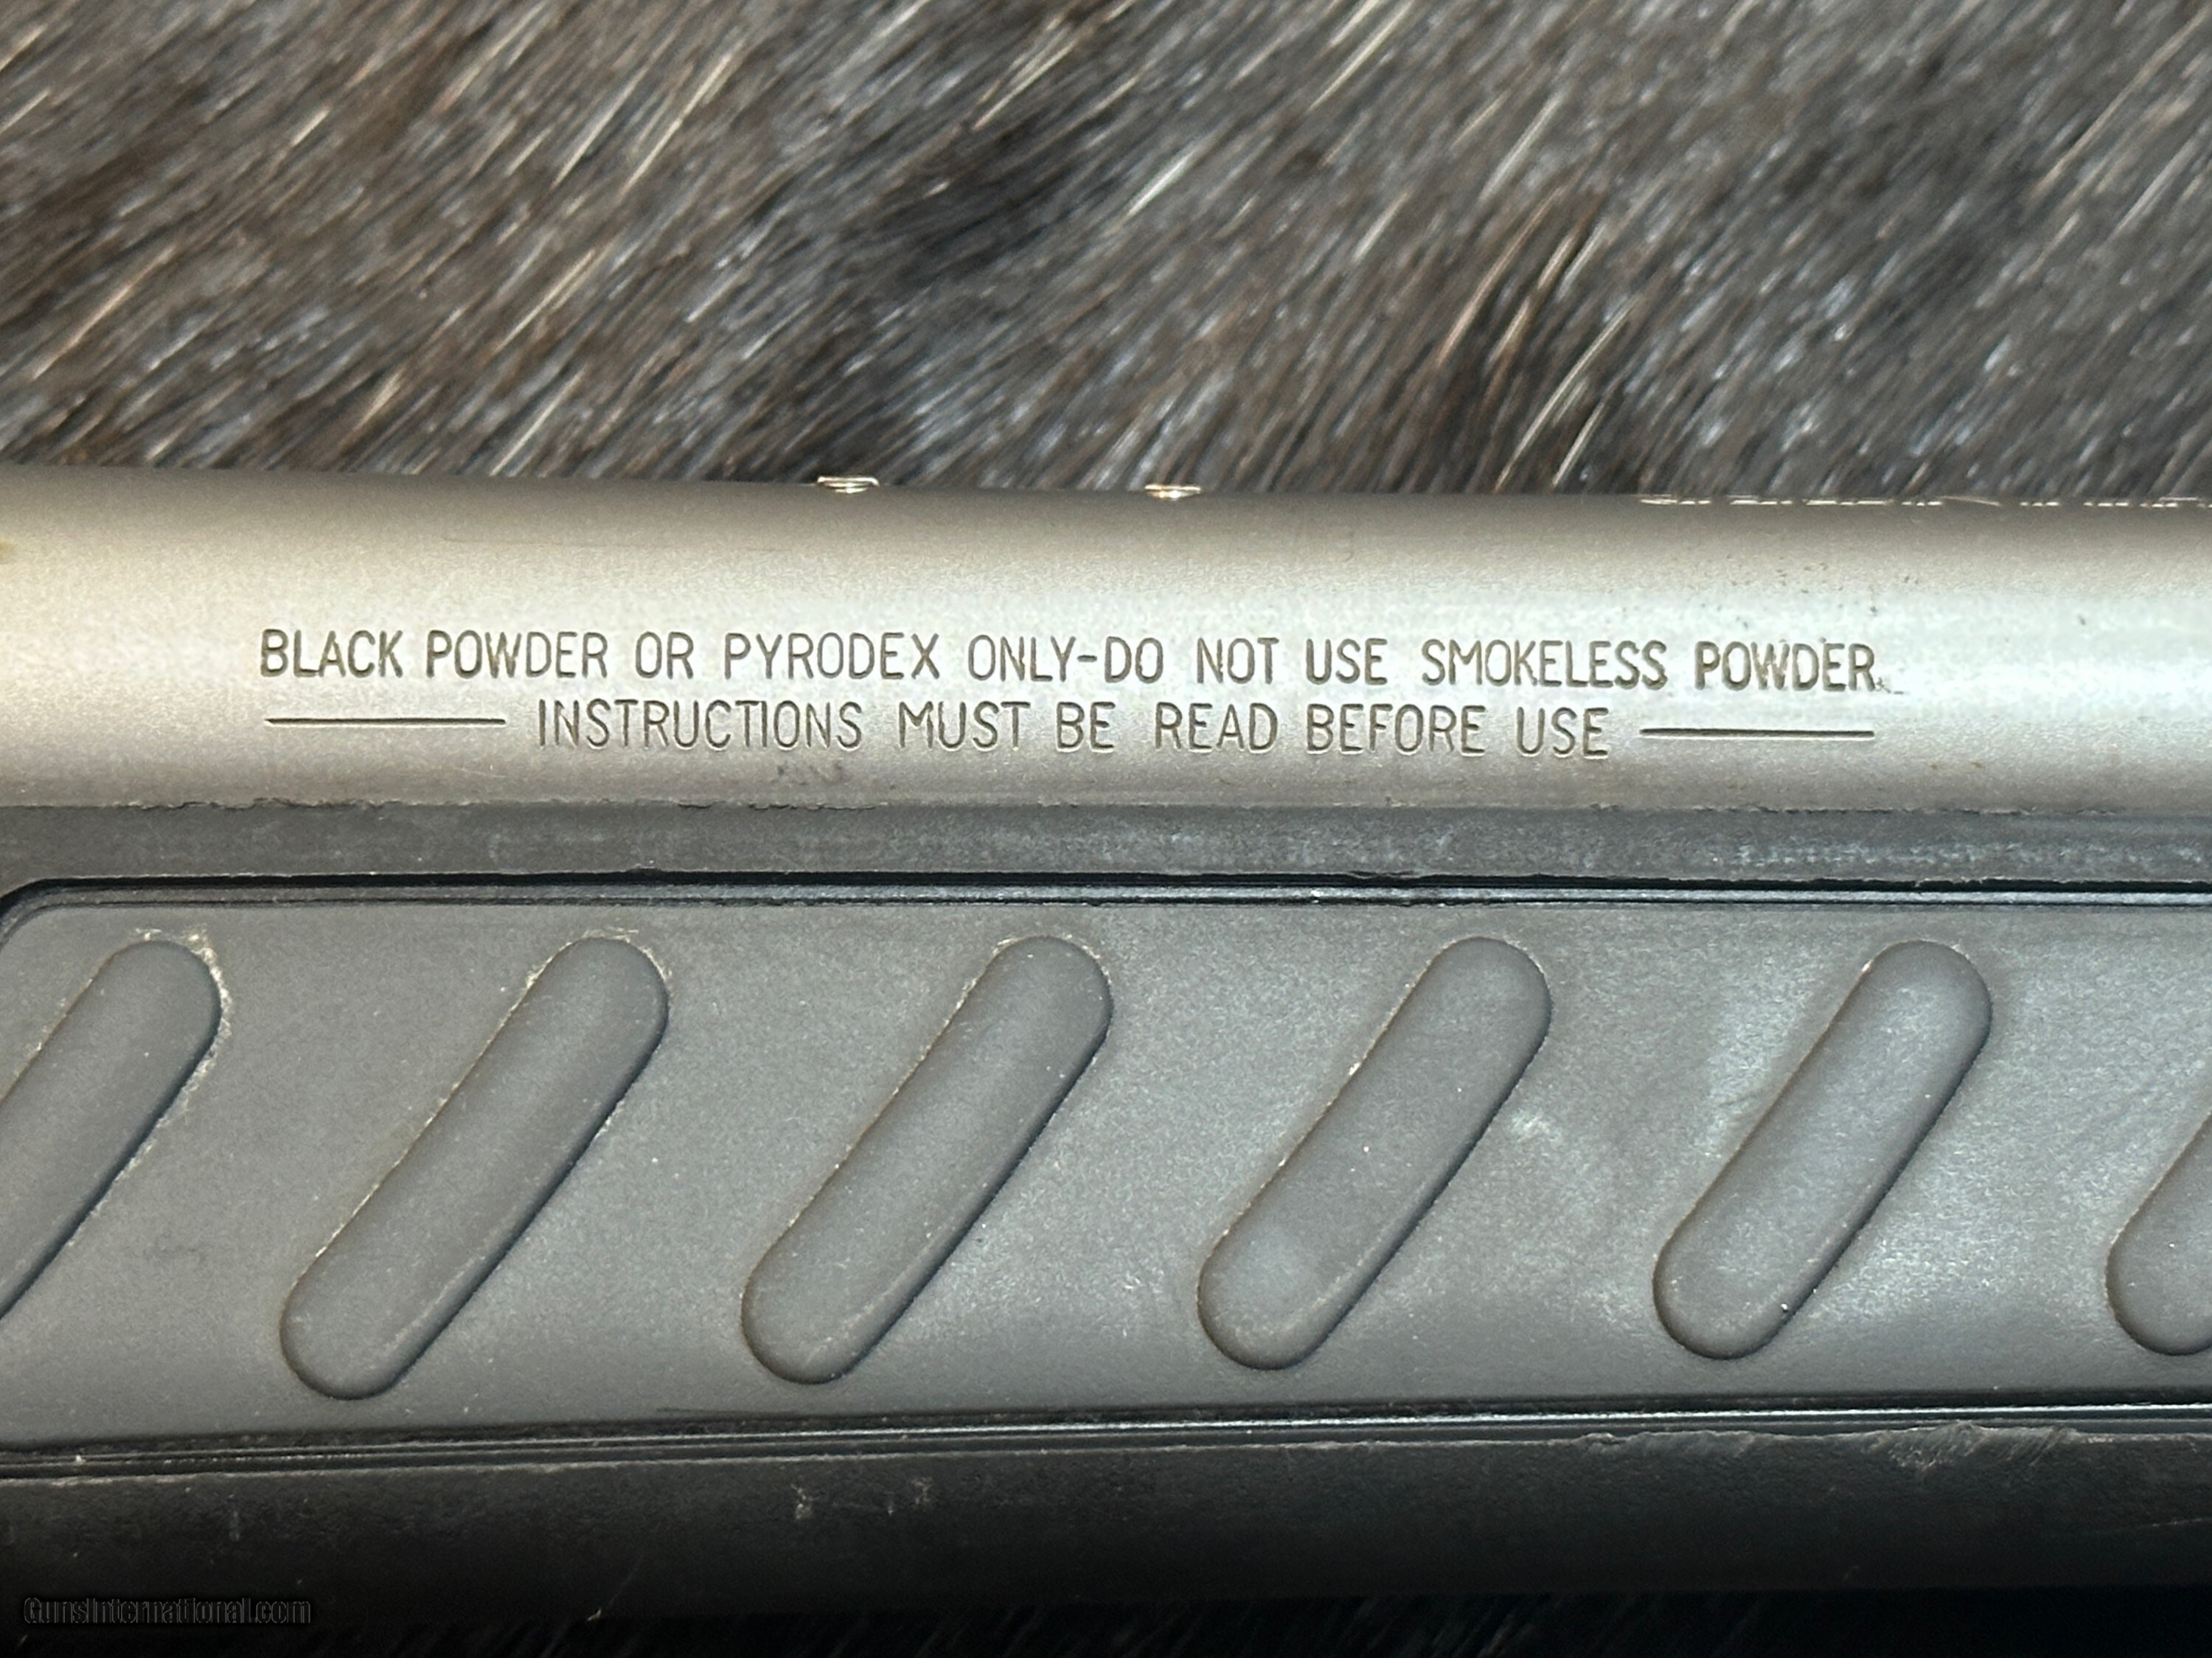 BLACK POWDER OR PYRODEX ONLY-DO NOT USE SMOKELESS POWDER.
INSTRUCTIONS MUST BE READ BEFORE USE
GunsInternational.com